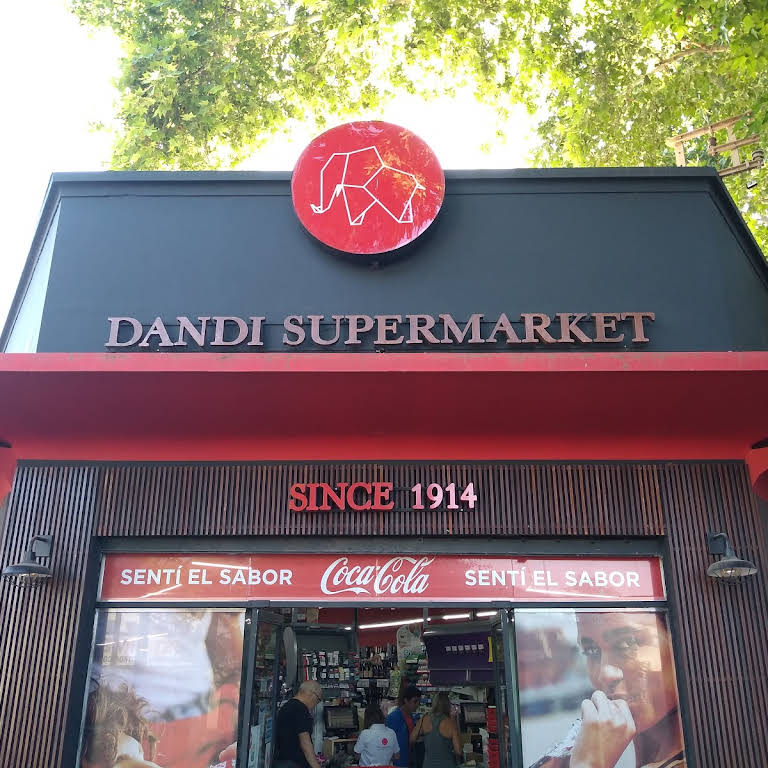 DANDI SUPERMARKET
SINCE 1914
SENTÍ EL SABOR Coca-Cola SENTÍ EL SABOR